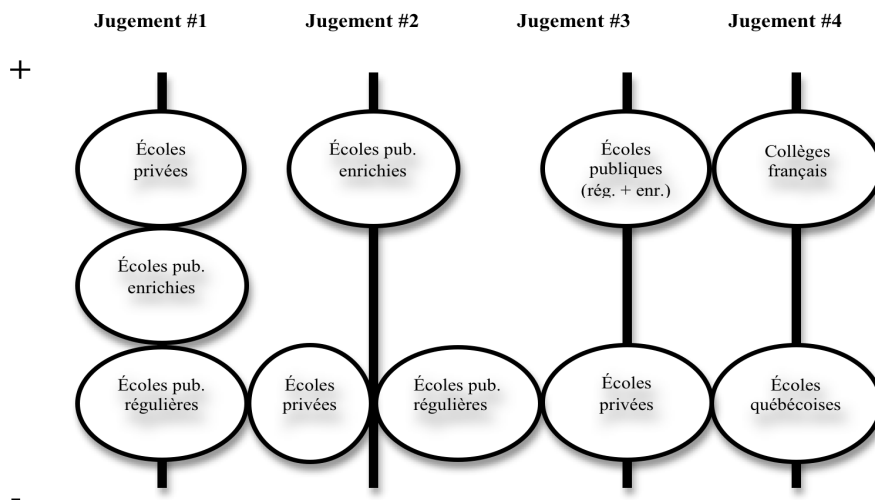 Jugement #1 Jugement #2 Jugement #3 Jugement #4
+
Écoles
privées
Écoles pub.
enrichies
Écoles
publiques
(rég. + enr.)
Collèges
français
Écoles pub.
enrichies
Écoles pub.
régulières
Écoles
privées
Écoles pub.
régulières
Écoles
privées
Écoles
québécoises
-